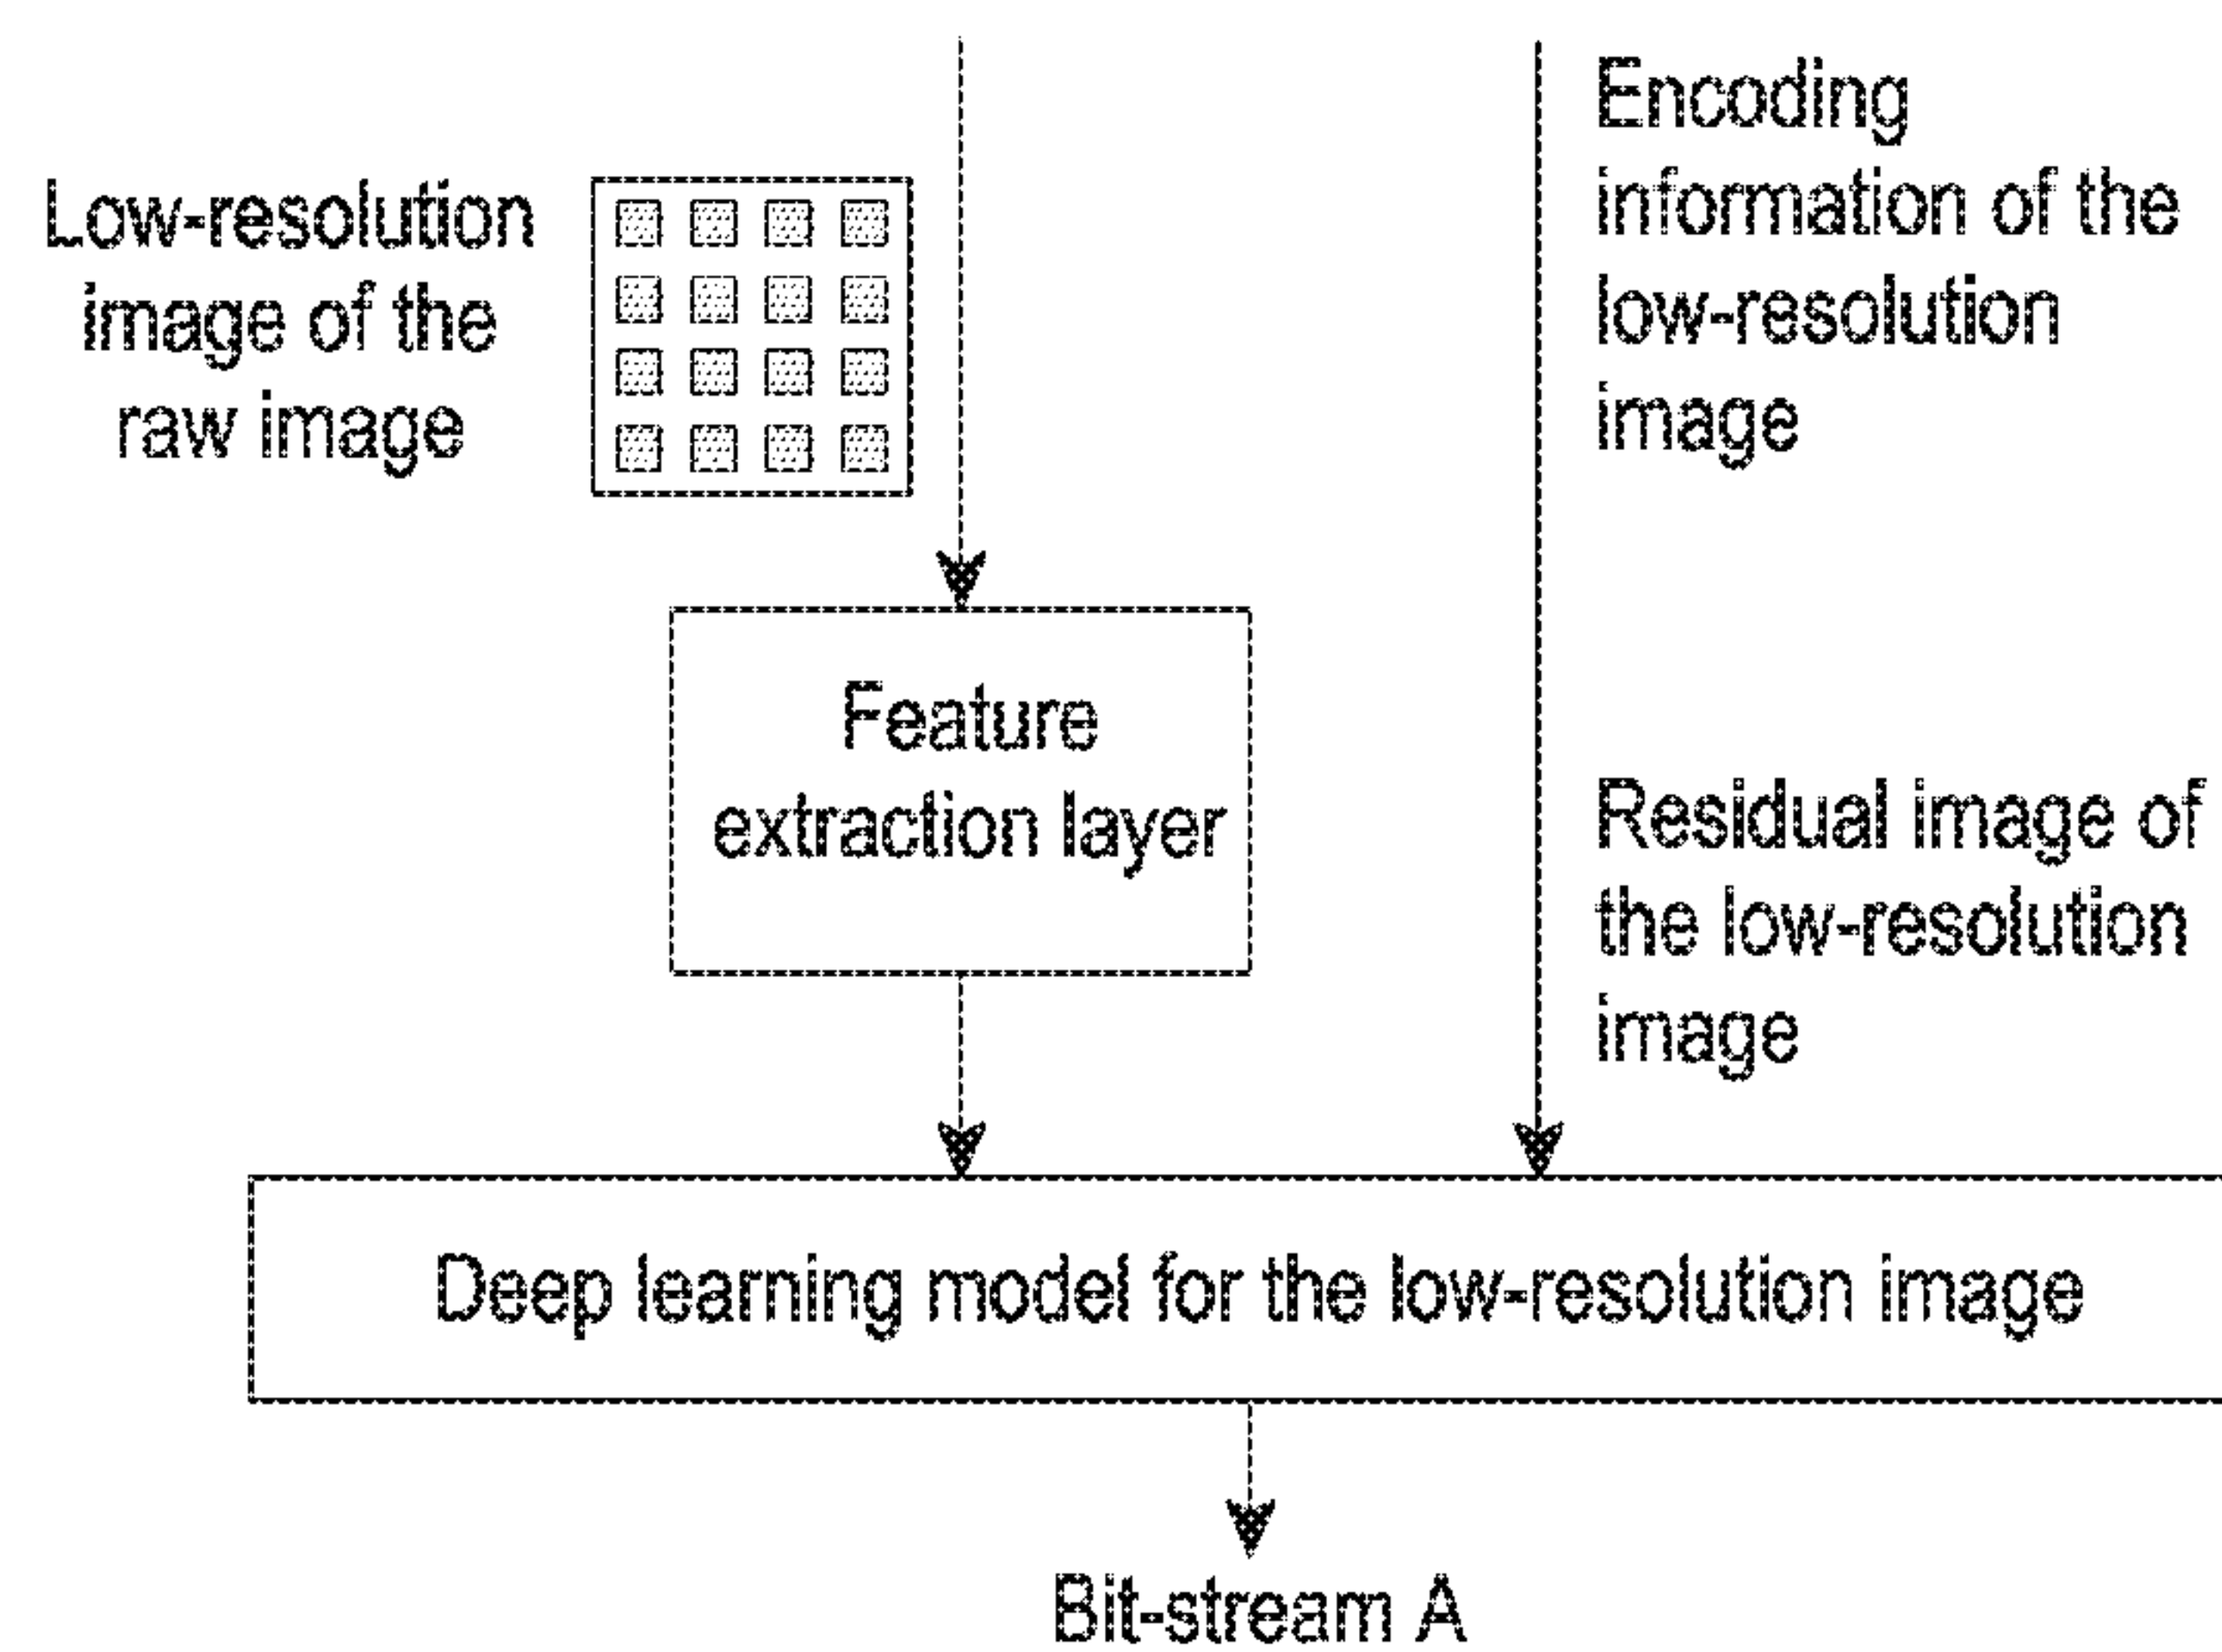 Low-resolution
image of the
raw image
Encoding
information of the
low-resolution
image
Feature
extraction layer
Residual image of
the low-resolution
image
Deep learning model for the low-resolution image
Bit-stream A